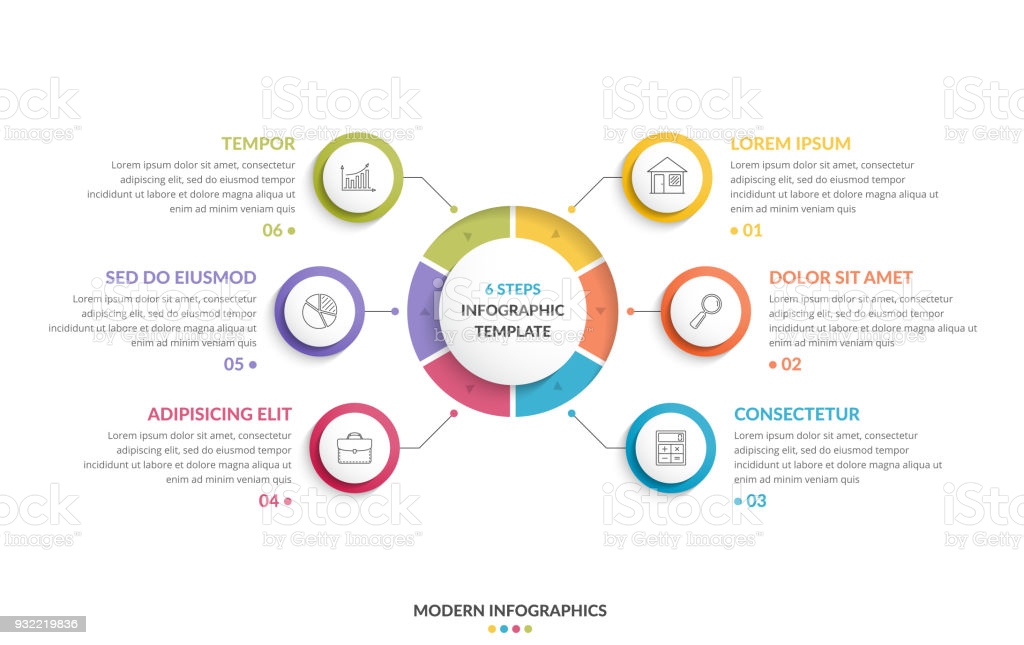 6 STEPS
INFOGRAPHIC
TEMPLATE
LOREM IPSUM
Lorem ipsum dolor sit amet, consectetur
adipiscing elit, sed do eiusmod tempor
incididunt ut labore et dolore magna aliqua ut
enim ad minim veniam quis
01
DOLOR SIT AMET
Lorem ipsum dolor sit amet, consectetur
adipiscing elit, sed do eiusmod tempor
incididunt ut labore et dolore magna aliqua ut
enim ad minim veniam quis
02
CONSECTETUR
Lorem ipsum dolor sit amet, consectetur
adipiscing elit, sed do eiusmod tempor
incididunt ut labore et dolore magna aliqua ut
enim ad minim veniam quis
03
ADIPISICING ELIT
Lorem ipsum dolor sit amet, consectetur
adipiscing elit, sed do eiusmod tempor
incididunt ut labore et dolore magna aliqua ut
enim ad minim veniam quis
04
SED DO EIUSMOD
Lorem ipsum dolor sit amet, consectetur
adipiscing elit, sed do eiusmod tempor
incididunt ut labore et dolore magna aliqua ut
enim ad minim veniam quis
05
TEMPOR
Lorem ipsum dolor sit amet, consectetur
adipiscing elit, sed do eiusmod tempor
incididunt ut labore et dolore magna aliqua ut
enim ad minim veniam quis
06
MODERN INFOGRAPHICS
iStock
by Getty Images™
932219836